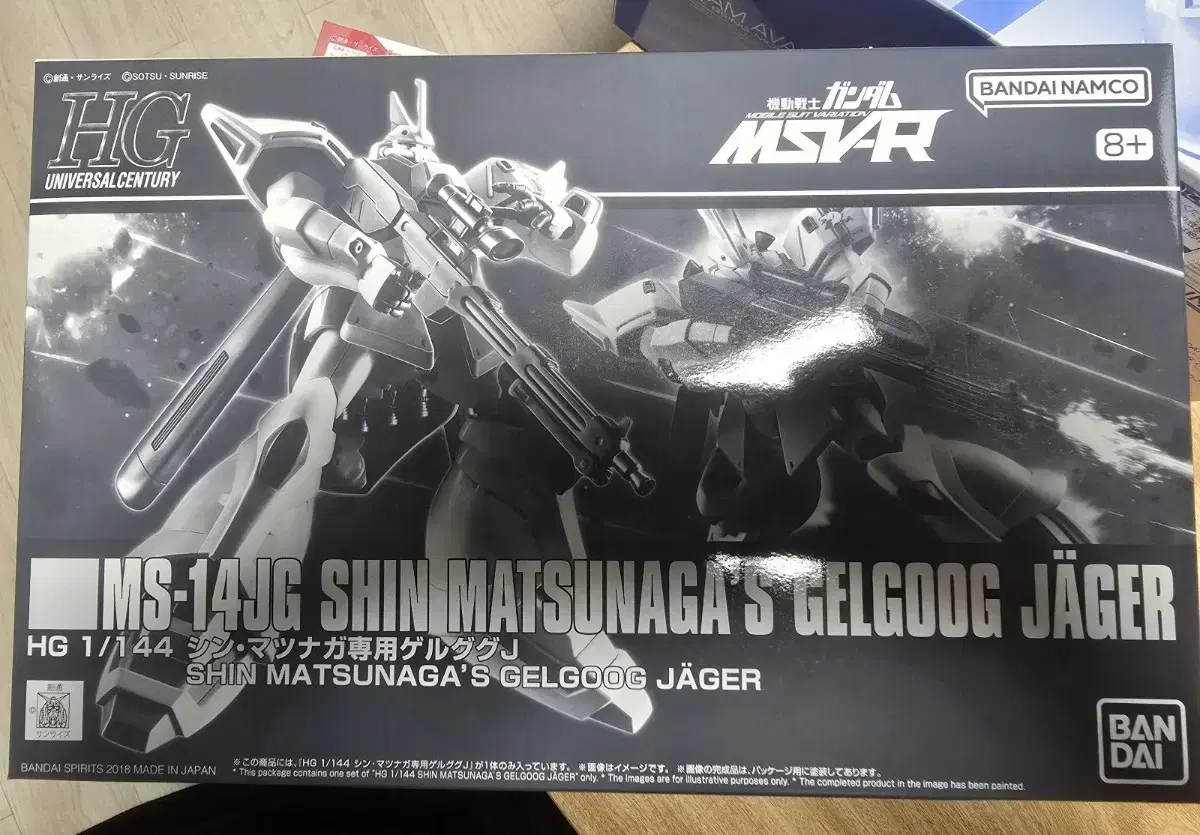 ©創通・サンライズ ©SOTSU・SUNRISE
HG
UNIVERSAL CENTURY
機動戦士ガンダム
MOBILE SUIT VARIATION
MSV-R
BANDAI NAMCO
8+
MS-14JG SHIN MATSUNAGA'S GELGOOG JÄGER
HG 1/144 シン・マツナガ専用ゲルググJ
SHIN MATSUNAGA'S GELGOOG JÄGER
創通
©
サンライズ
BANDAI SPIRITS 2018 MADE IN JAPAN
※この商品には、「HG 1/144 シン・マツナガ専用ゲルググJ」が1体のみ入っています。 ※画像はイメージです。 ※画像の完成品は、パッケージ用に塗装してあります。
* This package contains one set of "HG 1/144 SHIN MATSUNAGA'S GELGOOG JÄGER" only. * The images are for illustrative purposes only. * The completed product in the image has been painted.
BAN
DAI